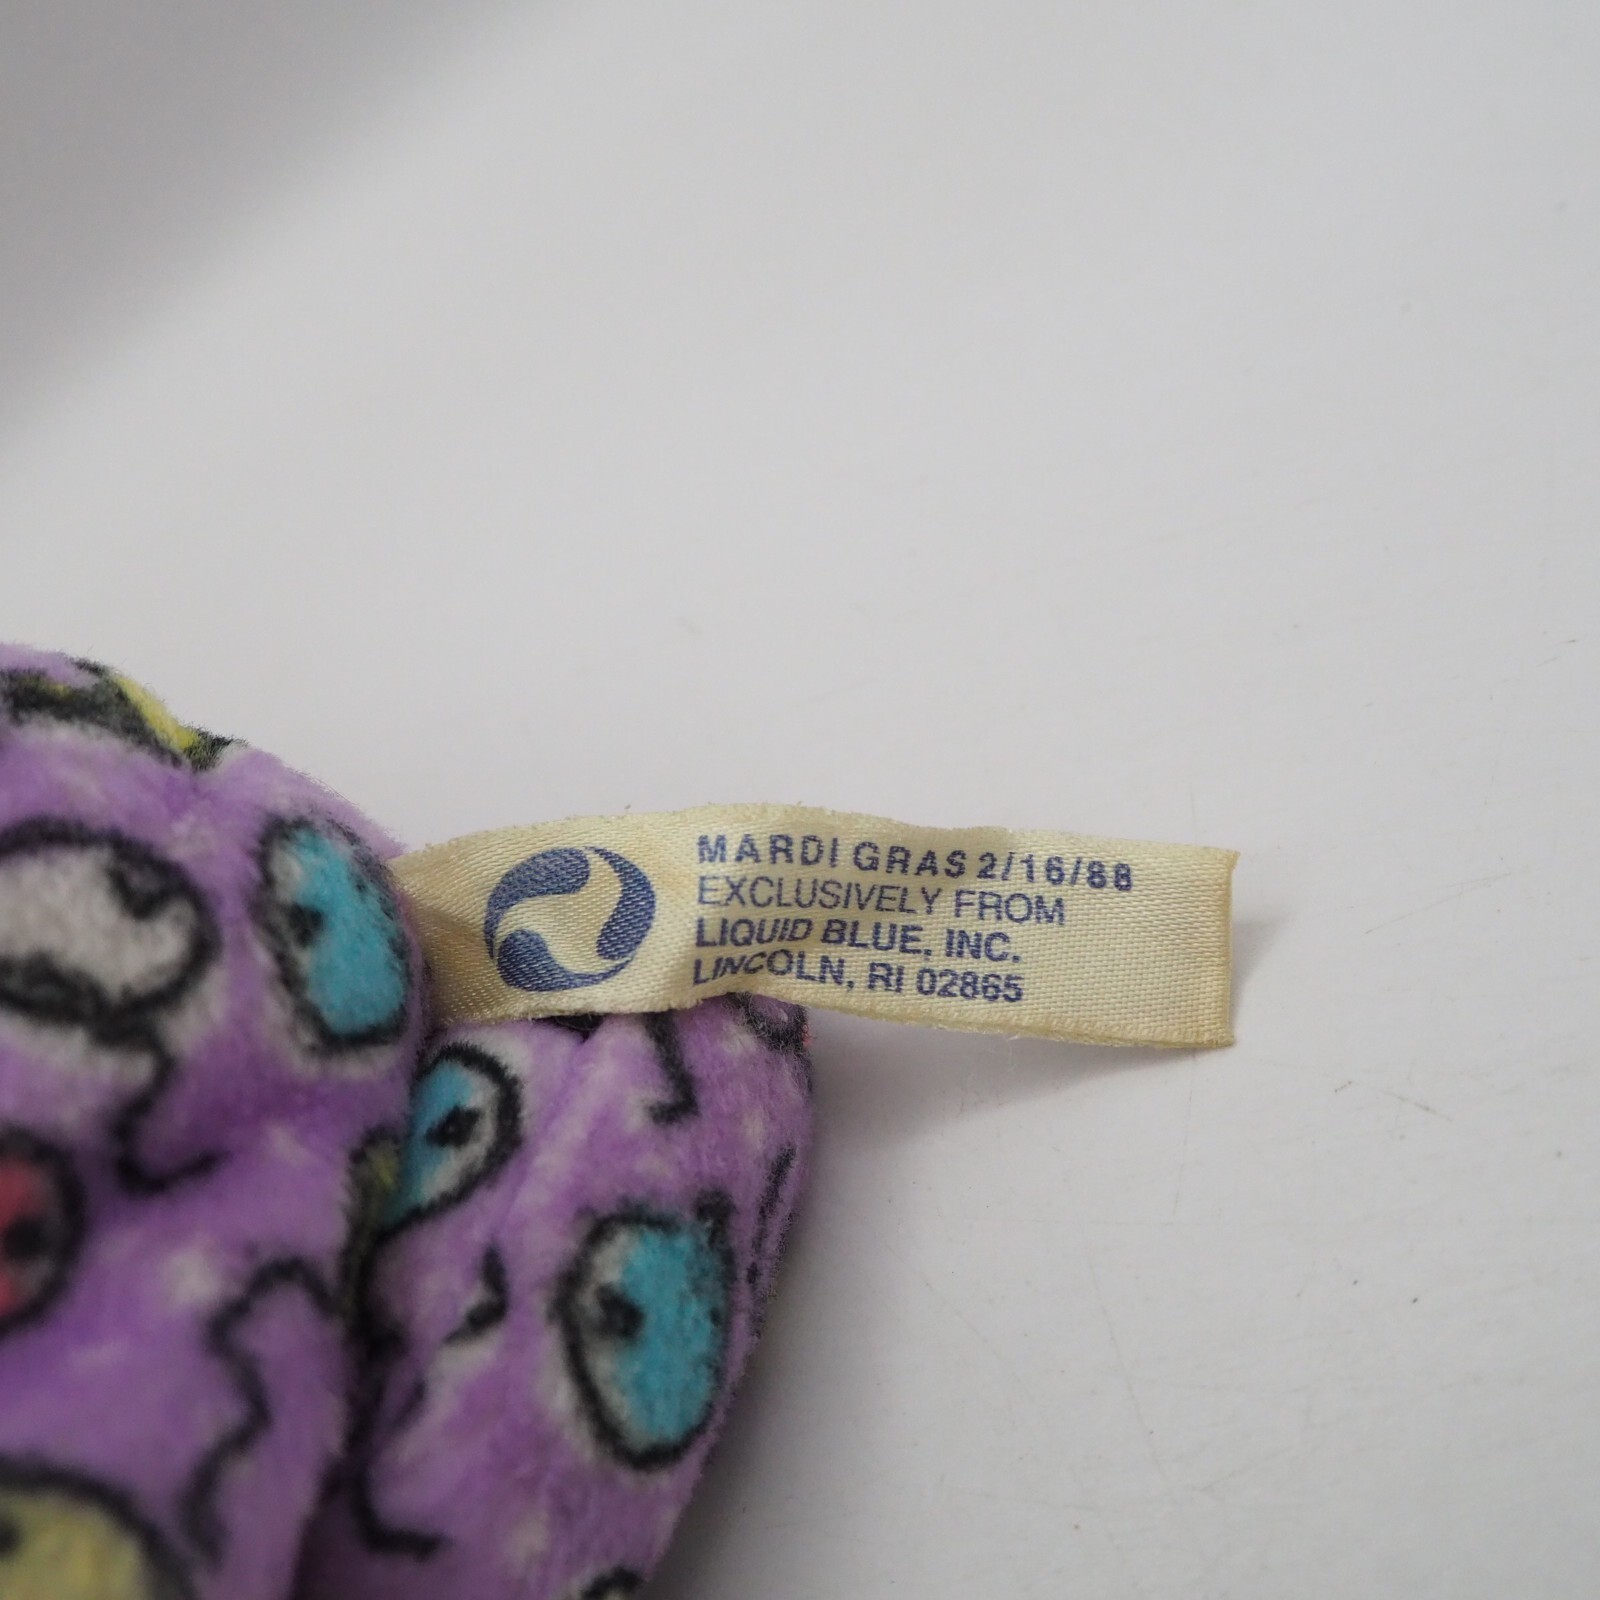 MARDI GRAS 2/16/88
EXCLUSIVELY FROM
LIQUID BLUE, INC.
LINCOLN, RI 02865